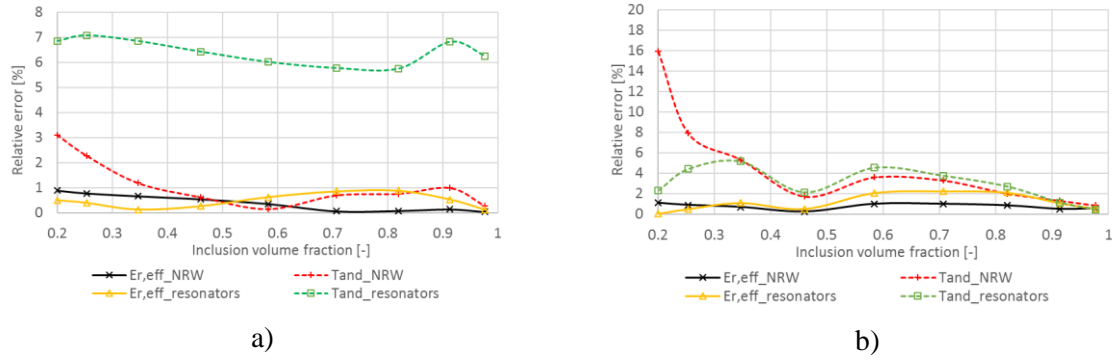 8
7
6
5
4
3
2
1
0
Relative error [%]
0.2 0.3 0.4 0.5 0.6 0.7 0.8 0.9 1
Inclusion volume fraction [-]
Er,eff_NRW Tand_NRW
Er,eff_resonators Tand_resonators
a)
20
18
16
14
12
10
8
6
4
2
0
Relative error [%]
0.2 0.3 0.4 0.5 0.6 0.7 0.8 0.9 1
Inclusion volume fraction [-]
Er,eff_NRW Tand_NRW
Er,eff_resonators Tand_resonators
b)